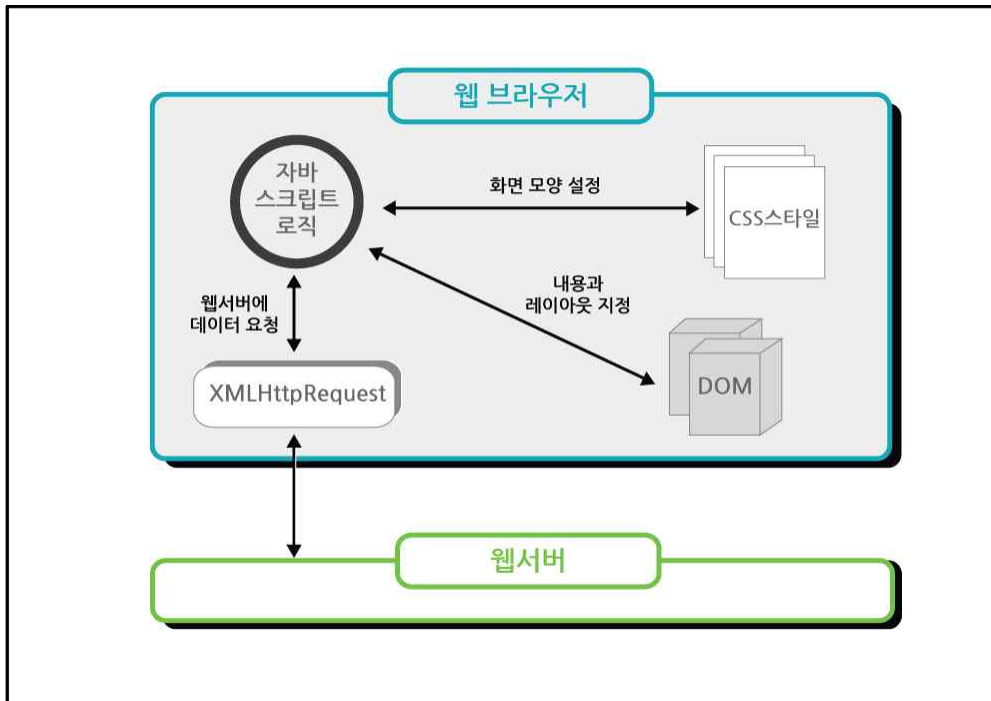 웹 브라우저
자바
스크립트
로직
화면 모양 설정
CSS스타일
내용과
레이아웃 지정
웹서버에
데이터 요청
DOM
XMLHttpRequest
웹서버